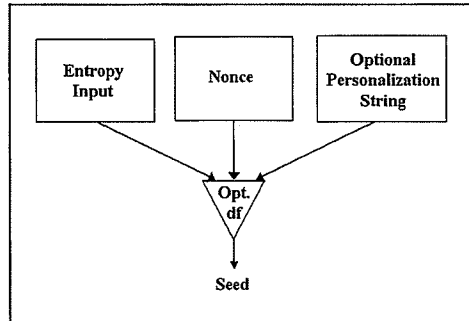 Entropy
Input
Nonce
Optional
Personalization
String
Opt.
df
Seed